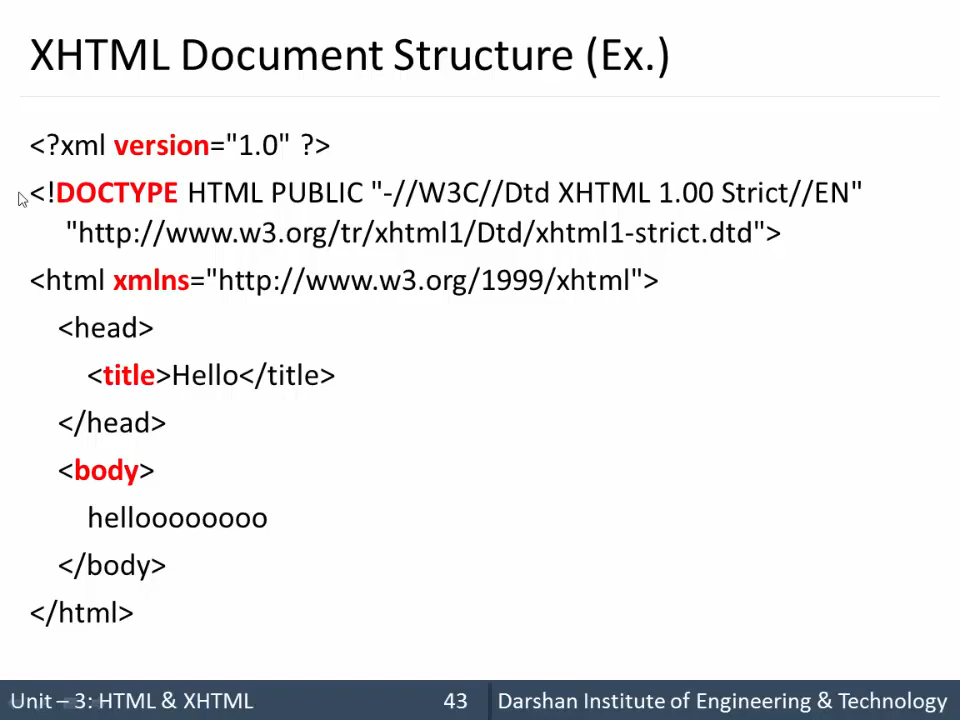 XHTML Document Structure (Ex.)
<?xml version="1.0" ?>
<!DOCTYPE HTML PUBLIC "-//W3C//Dtd XHTML 1.00 Strict//EN"
"http://www.w3.org/tr/xhtml1/Dtd/xhtml1-strict.dtd">
<html xmlns="http://www.w3.org/1999/xhtml">
<head>
<title>Hello</title>
</head>
<body>
helloooooooo
</body>
</html>
Unit – 3: HTML & XHTML 43 Darshan Institute of Engineering & Technology